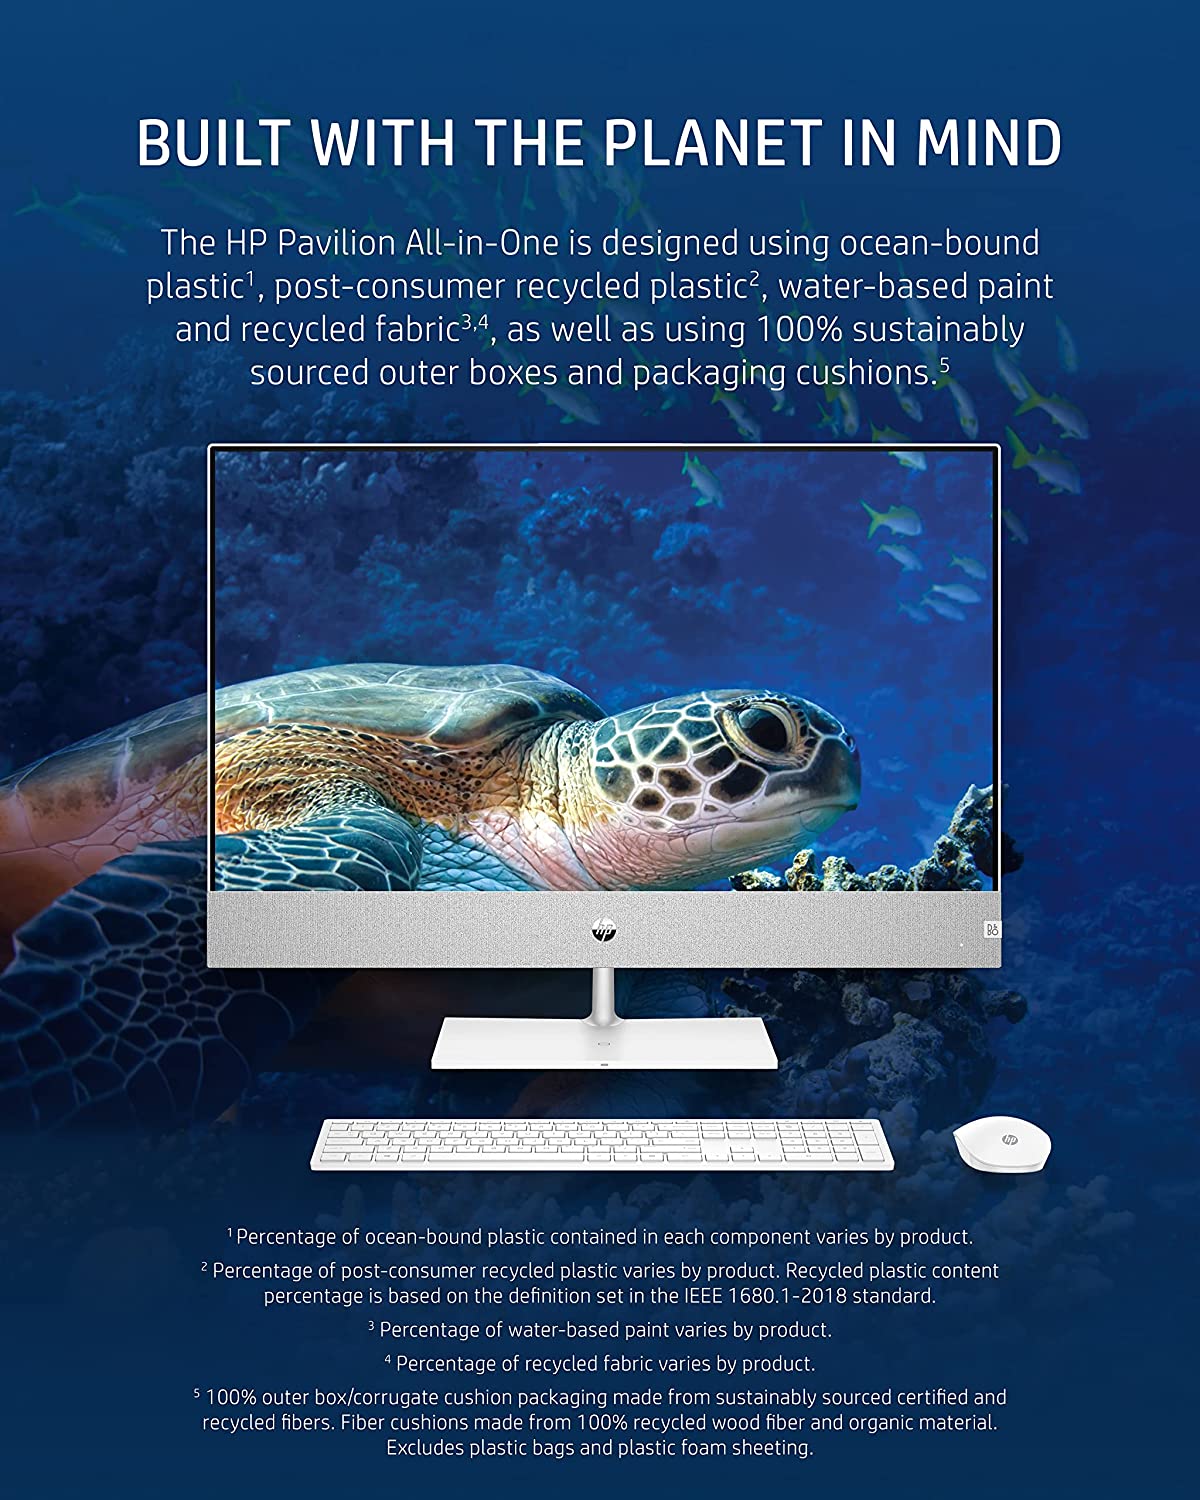 BUILT WITH THE PLANET IN MIND
The HP Pavilion All-in-One is designed using ocean-bound
plastic¹, post-consumer recycled plastic², water-based paint
and recycled fabric³,⁴, as well as using 100% sustainably
sourced outer boxes and packaging cushions.⁵
hp
B&O
hp
¹ Percentage of ocean-bound plastic contained in each component varies by product.
² Percentage of post-consumer recycled plastic varies by product. Recycled plastic content
percentage is based on the definition set in the IEEE 1680.1-2018 standard.
³ Percentage of water-based paint varies by product.
⁴ Percentage of recycled fabric varies by product.
⁵ 100% outer box/corrugate cushion packaging made from sustainably sourced certified and
recycled fibers. Fiber cushions made from 100% recycled wood fiber and organic material.
Excludes plastic bags and plastic foam sheeting.